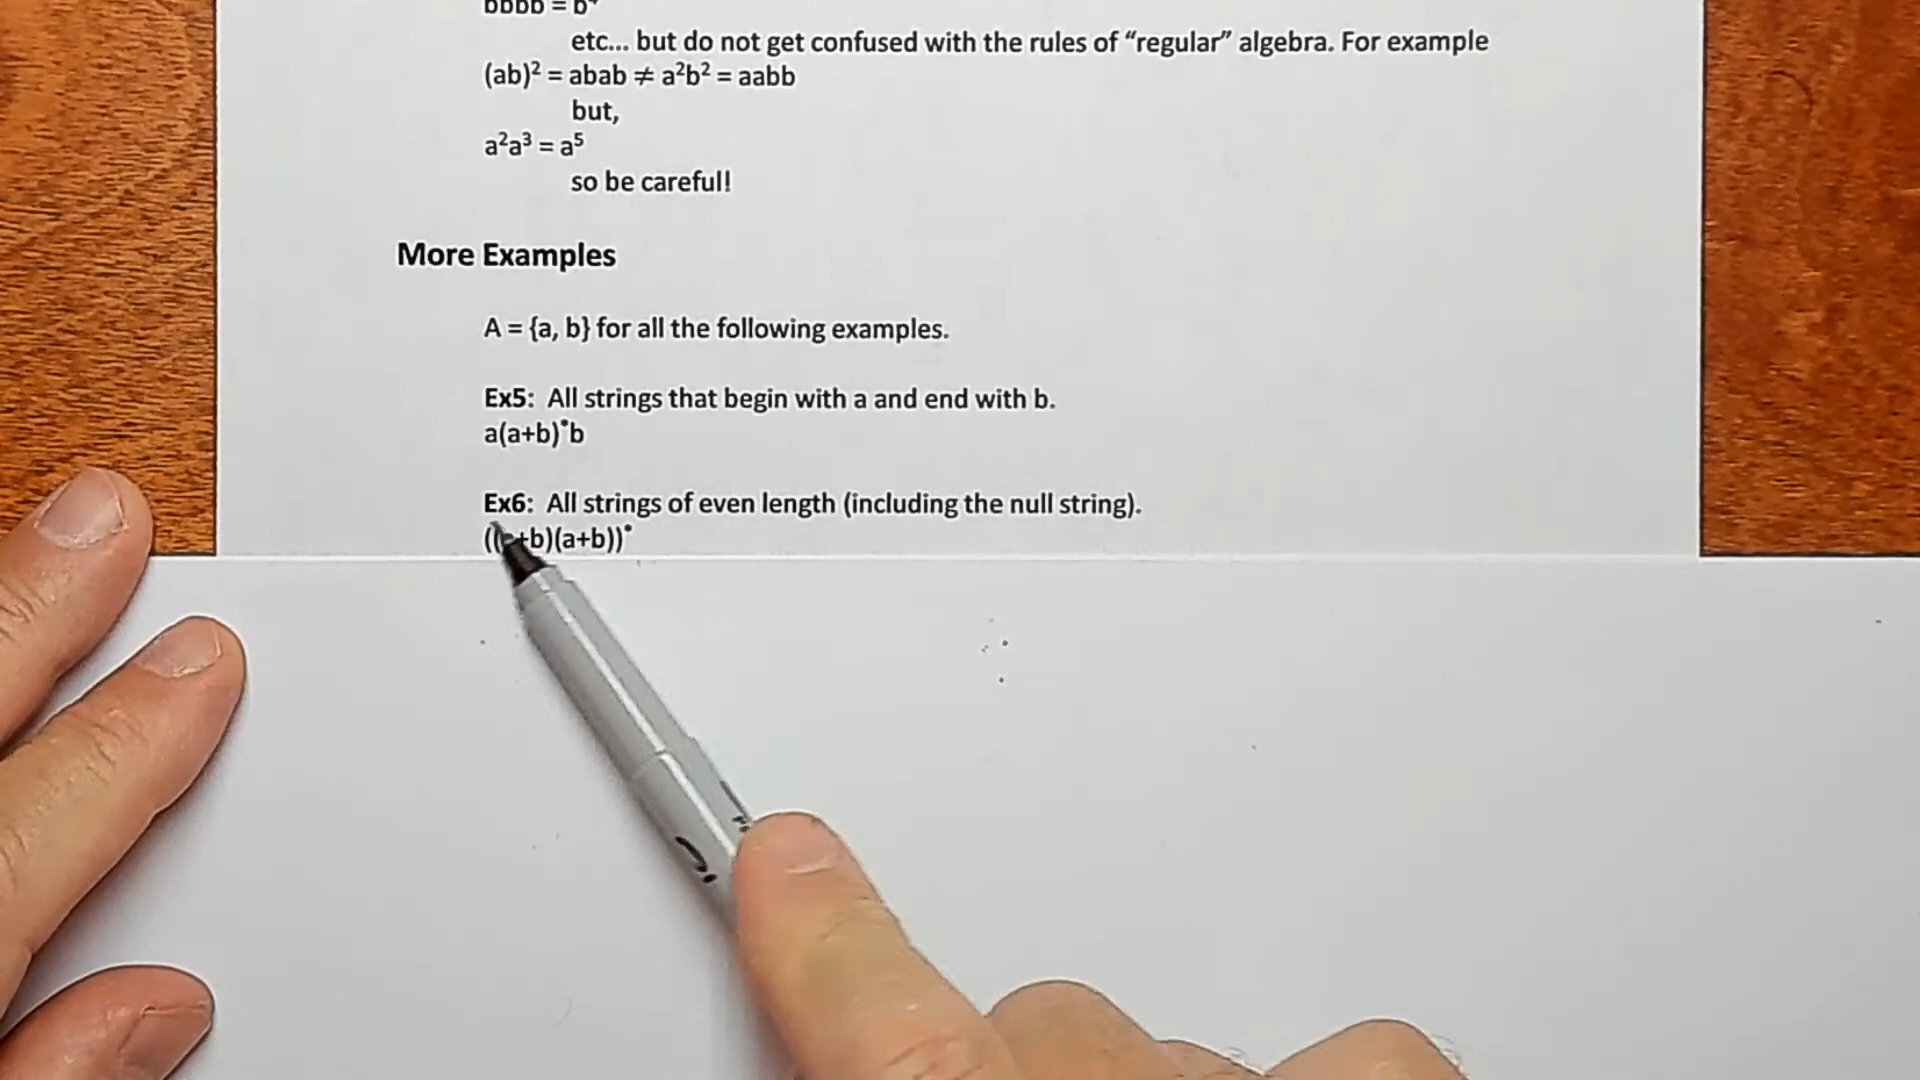 bbbb = b⁴
etc... but do not get confused with the rules of “regular” algebra. For example
(ab)² = abab ≠ a²b² = aabb
but,
a²a³ = a⁵
so be careful!
More Examples
A = {a, b} for all the following examples.
Ex5: All strings that begin with a and end with b.
a(a+b)*b
Ex6: All strings of even length (including the null string).
((a+b)(a+b))*